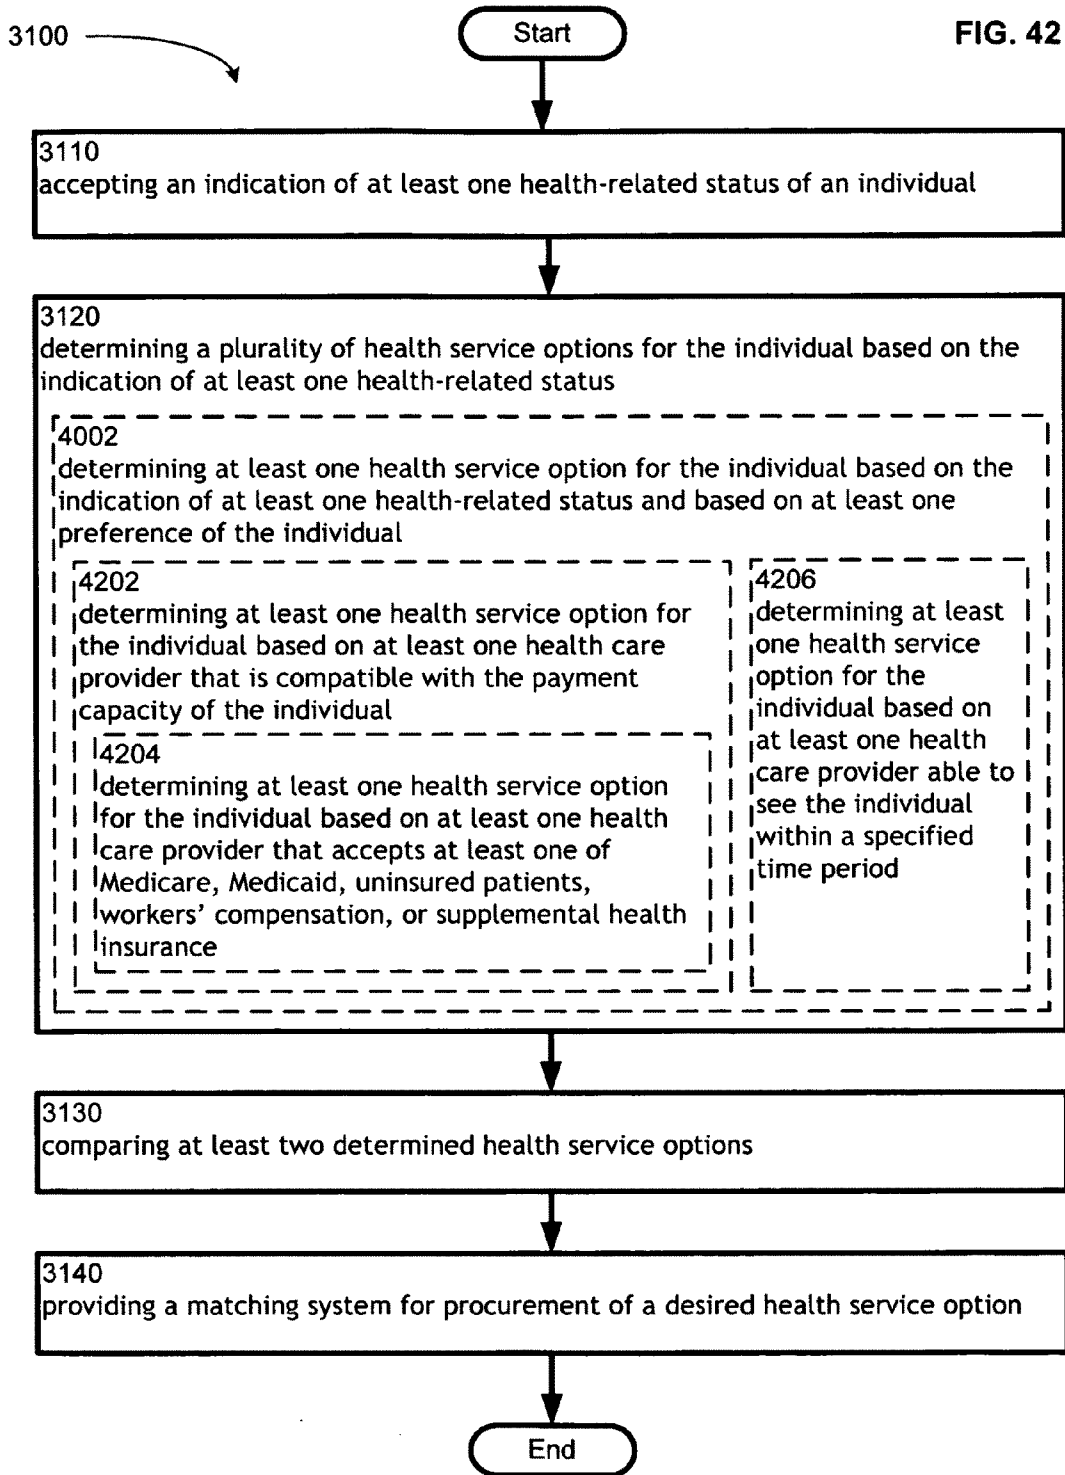 3100
Start
FIG. 42
3110
accepting an indication of at least one health-related status of an individual
3120
determining a plurality of health service options for the individual based on the
indication of at least one health-related status
4002
determining at least one health service option for the individual based on the
indication of at least one health-related status and based on at least one
preference of the individual
4202
determining at least one health service option for
the individual based on at least one health care
provider that is compatible with the payment
capacity of the individual
4204
determining at least one health service option
for the individual based on at least one health
care provider that accepts at least one of
Medicare, Medicaid, uninsured patients,
workers’ compensation, or supplemental health
insurance
4206
determining at least
one health service
option for the
individual based on
at least one health
care provider able to
see the individual
within a specified
time period
3130
comparing at least two determined health service options
3140
providing a matching system for procurement of a desired health service option
End